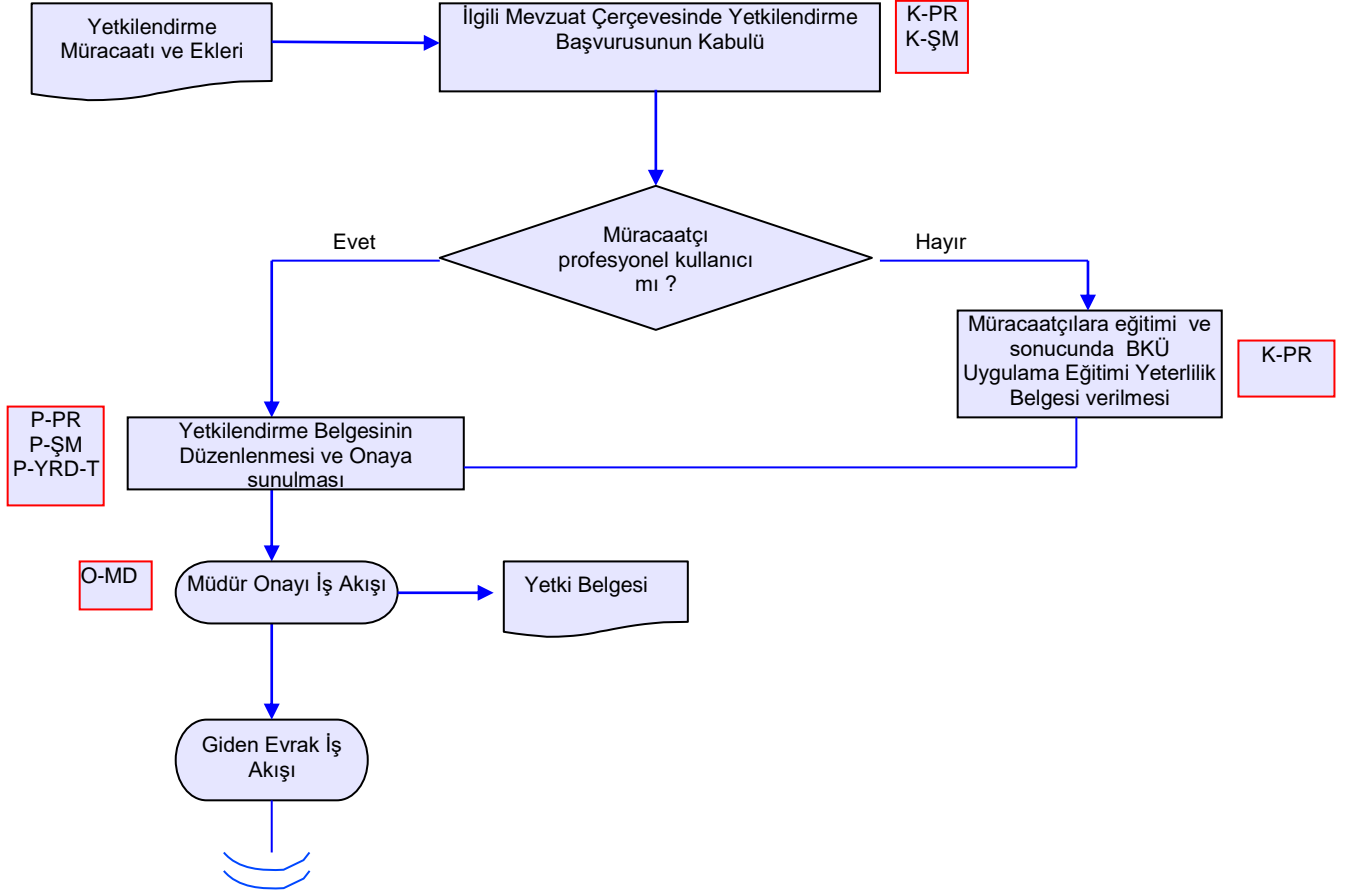 Yetkilendirme
Müracaatı ve Ekleri
İlgili Mevzuat Çerçevesinde Yetkilendirme
Başvurusunun Kabulü
K-PR
K-ŞM
Müracaatçı
profesyonel kullanıcı
mı ?
Evet
Hayır
Müracaatçılara eğitimi ve
sonucunda BKÜ
Uygulama Eğitimi Yeterlilik
Belgesi verilmesi
K-PR
P-PR
P-ŞM
P-YRD-T
Yetkilendirme Belgesinin
Düzenlenmesi ve Onaya
sunulması
O-MD
Müdür Onayı İş Akışı
Yetki Belgesi
Giden Evrak İş
Akışı